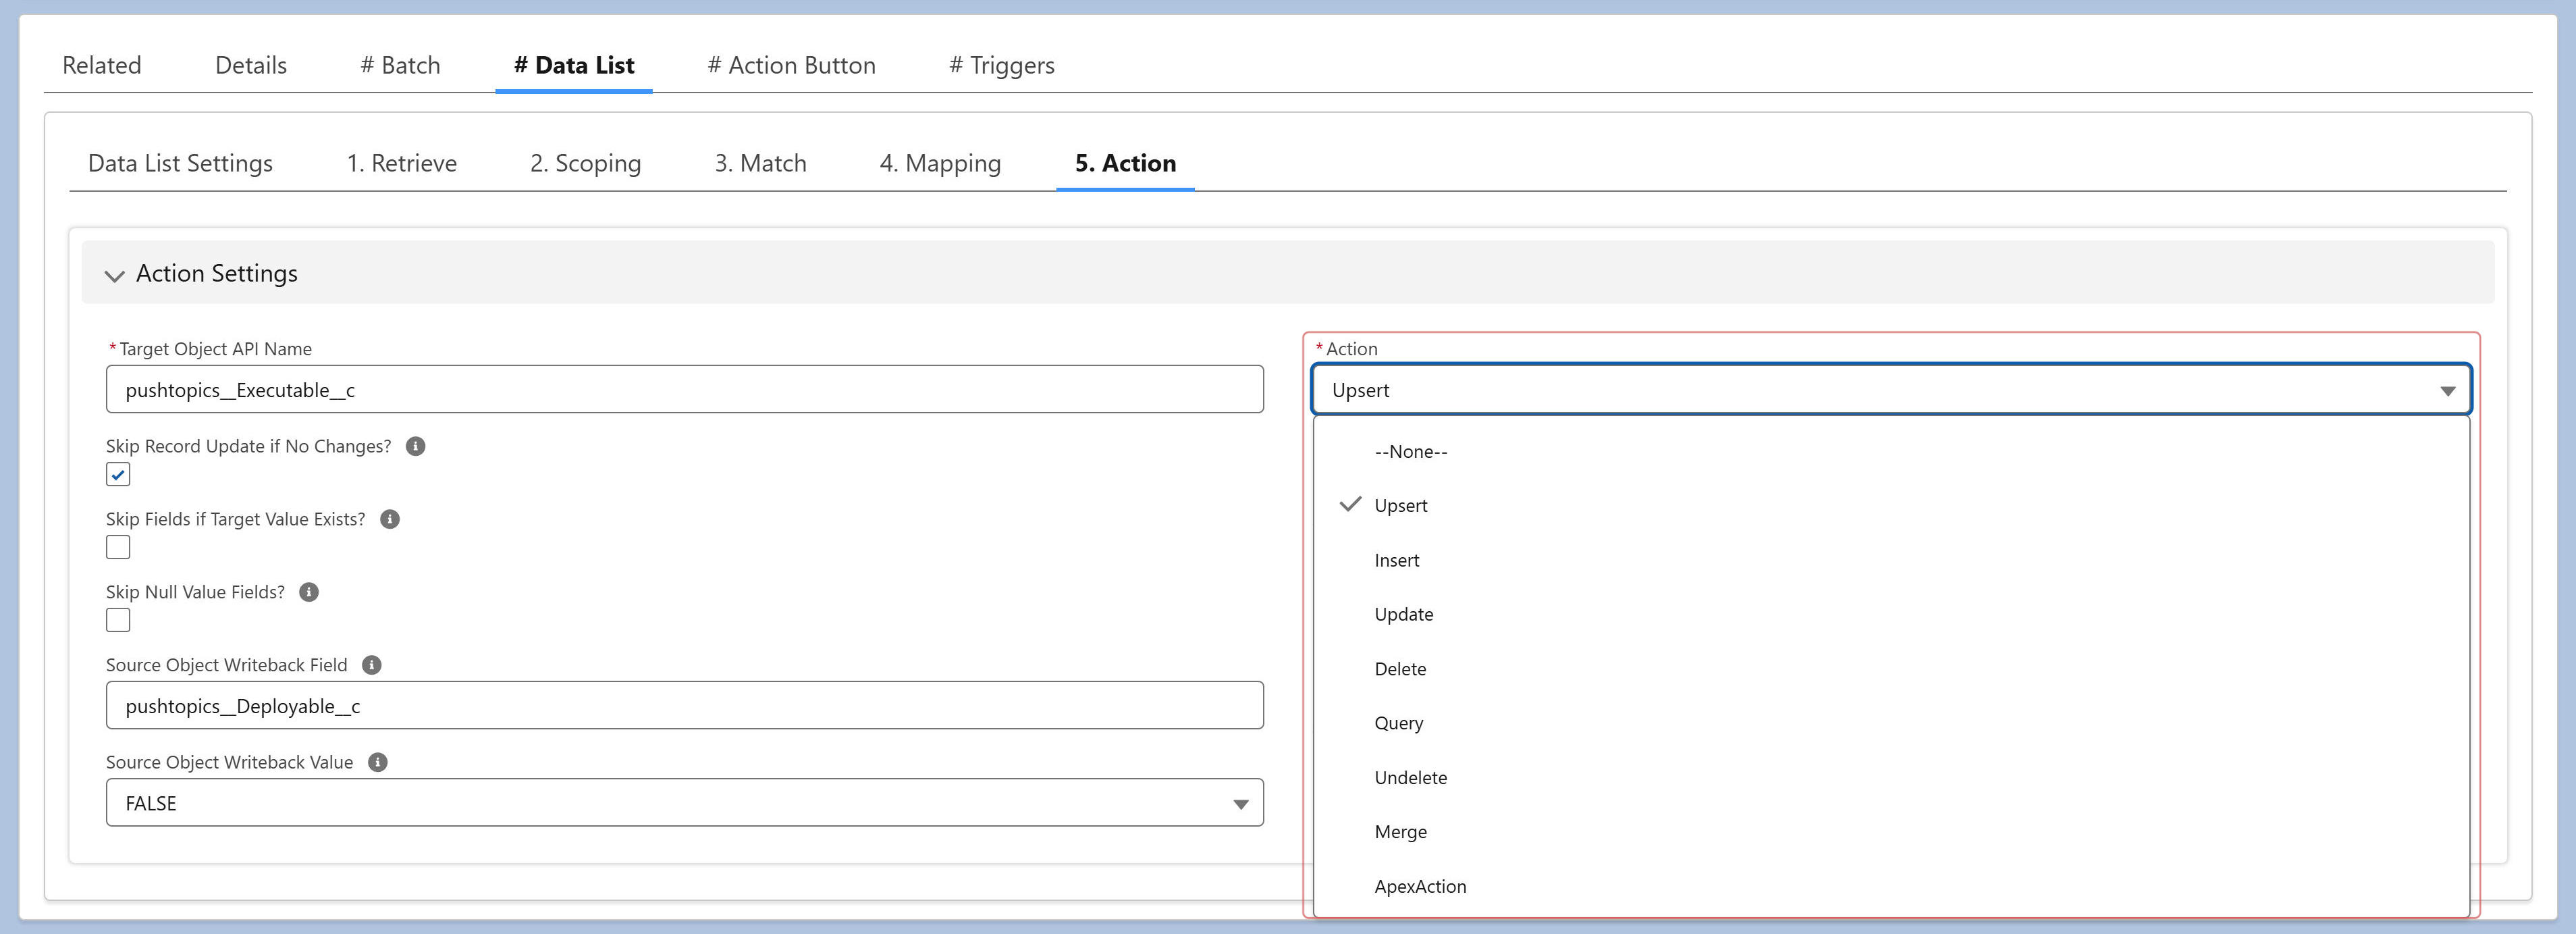 Related Details # Batch # Data List # Action Button # Triggers
Data List Settings 1. Retrieve 2. Scoping 3. Match 4. Mapping 5. Action
Action Settings
* Target Object API Name
pushtopics__Executable__c
Skip Record Update if No Changes?
Skip Fields if Target Value Exists?
Skip Null Value Fields?
Source Object Writeback Field
pushtopics__Deployable__c
Source Object Writeback Value
FALSE
* Action
Upsert
--None--
Upsert
Insert
Update
Delete
Query
Undelete
Merge
ApexAction